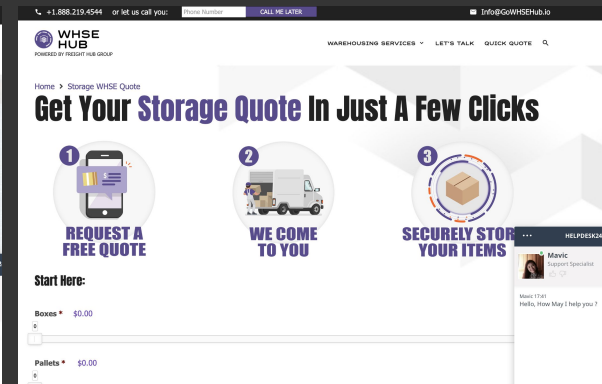 +1.888.219.4544 or let us call you: Phone Number CALL ME LATER Info@GoWHSEHub.io
WHSE
HUB
POWERED BY FREIGHT HUB GROUP
WAREHOUSING SERVICES LET'S TALK QUICK QUOTE
Home > Storage WHSE Quote
Get Your Storage Quote In Just A Few Clicks
1
REQUEST A
FREE QUOTE
2
WE COME
TO YOU
3
SECURELY STOR
YOUR ITEMS
HELPDESK24
Mavic
Support Specialist
Mavic 17:41
Hello, How May I help you ?
Start Here:
Boxes * $0.00
0
Pallets * $0.00
0